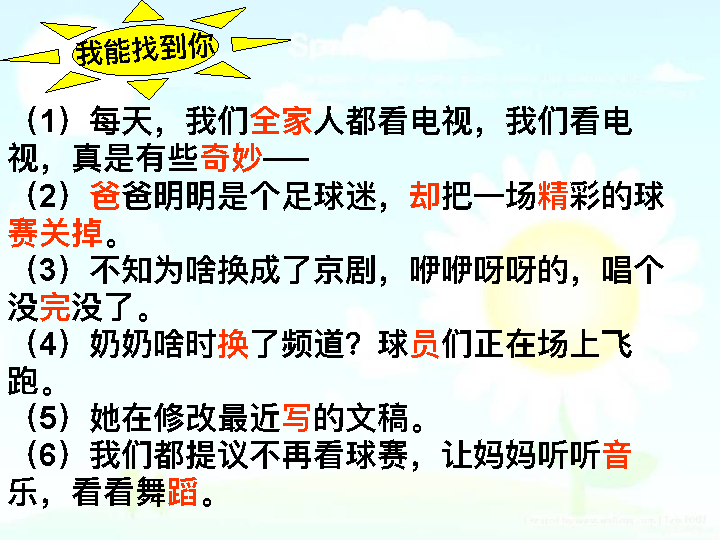 我能找到你
（1）每天，我们全家人都看电视，我们看电
视，真是有些奇妙──
（2）爸爸明明是个足球迷，却把一场精彩的球
赛关掉。
（3）不知为啥换成了京剧，咿咿呀呀的，唱个
没完没了。
（4）奶奶啥时换了频道？球员们正在场上飞
跑。
（5）她在修改最近写的文稿。
（6）我们都提议不再看球赛，让妈妈听听音
乐，看看舞蹈。